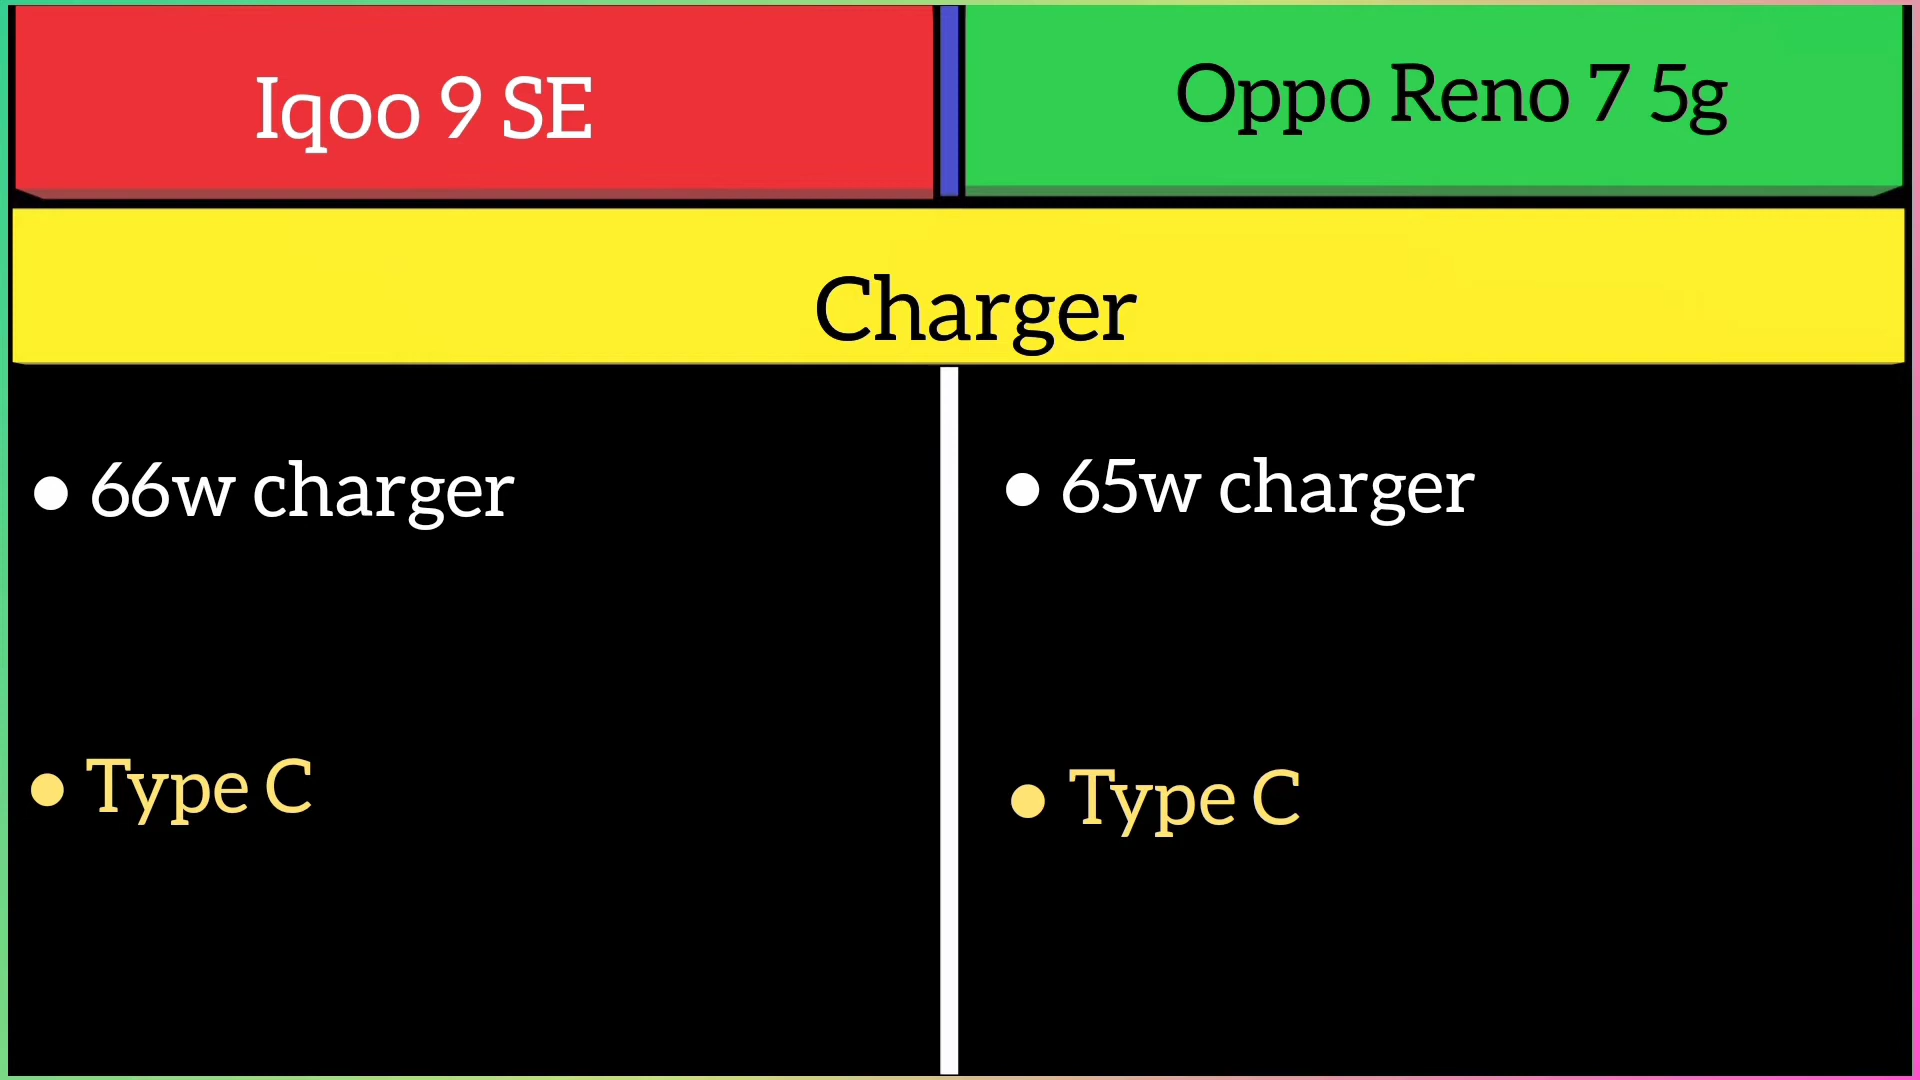 Iqoo 9 SE
Oppo Reno 7 5g
Charger
● 66w charger
● 65w charger
● Type C
● Type C